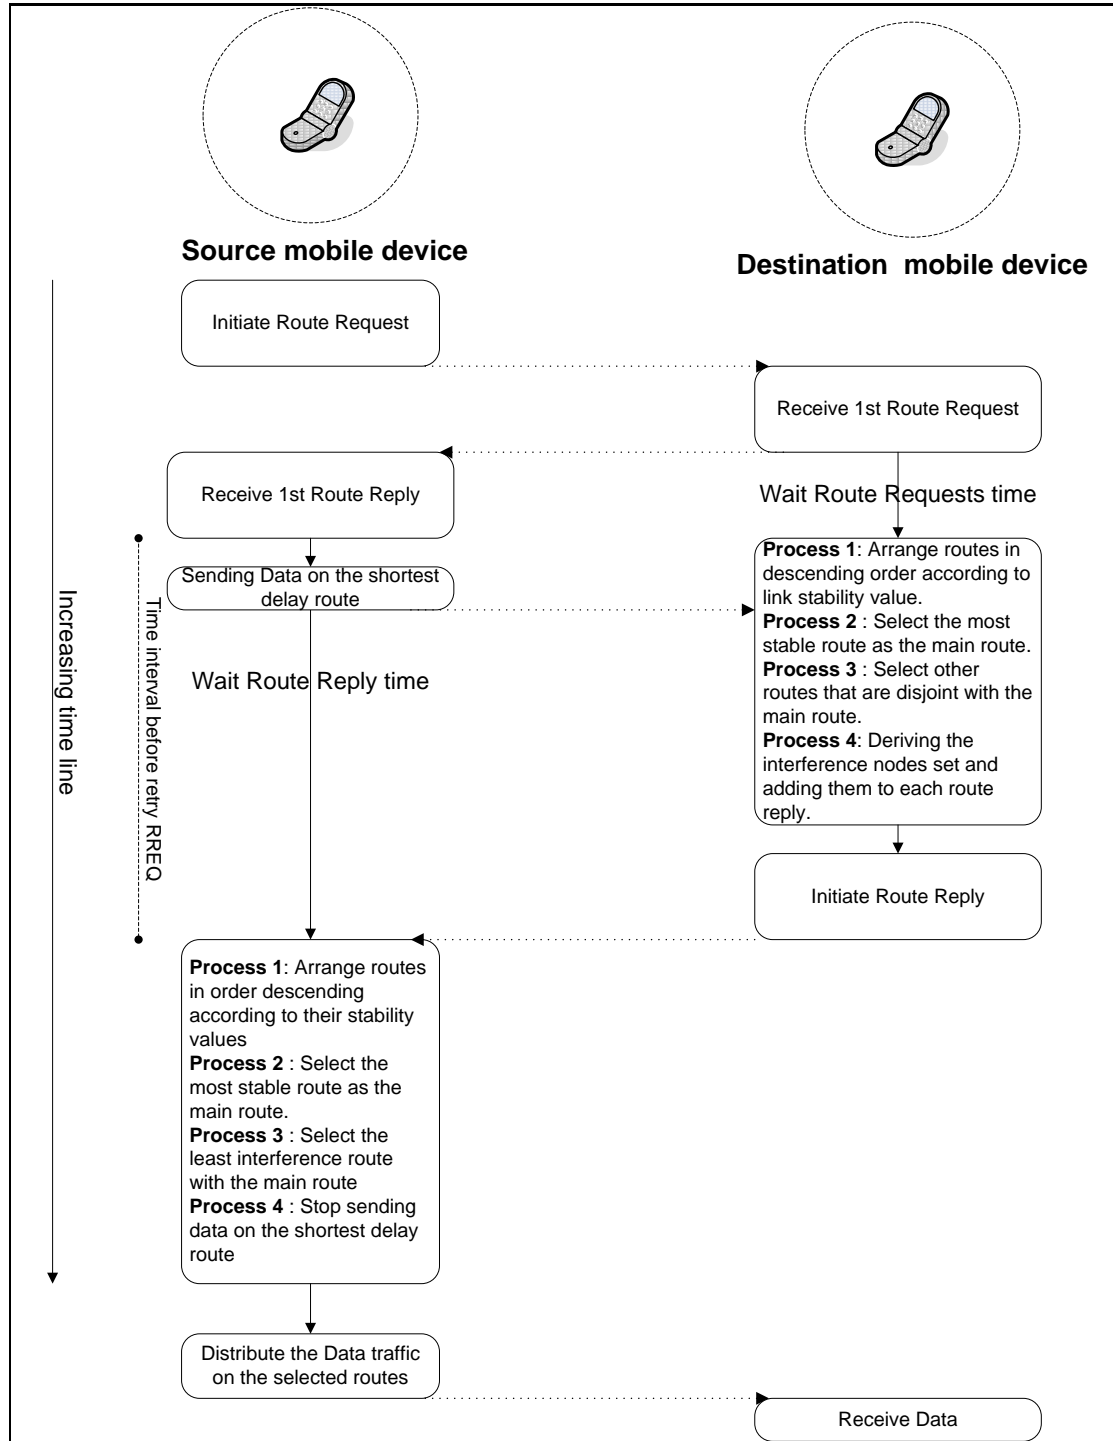 Source mobile device
Destination  mobile device
Initiate Route Request
Receive 1st Route Request
Receive 1st Route Reply
Wait Route Requests time
Sending Data on the shortest
delay route
Process 1: Arrange routes in
descending order according to
link stability value.
Process 2 : Select the most
stable route as the main route.
Process 3 : Select other
routes that are disjoint with the
main route.
Process 4: Deriving the
interference nodes set and
adding them to each route
reply.
Wait Route Reply time
Increasing time line
Time interval before retry RREQ
Initiate Route Reply
Process 1: Arrange routes
in order descending
according to their stability
values
Process 2 : Select the
most stable route as the
main route.
Process 3 : Select the
least interference route
with the main route
Process 4 : Stop sending
data on the shortest delay
route
Distribute the Data traffic
on the selected routes
Receive Data